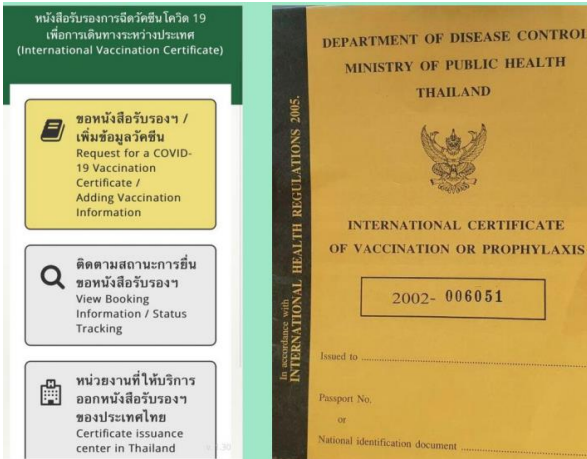 หนังสือรับรองการฉีดวัคซีนโควิด 19
เพื่อการเดินทางระหว่างประเทศ
(International Vaccination Certificate)
ขอหนังสือรับรองฯ /
เพิ่มข้อมูลวัคซีน
Request for a COVID-
19 Vaccination
Certificate /
Adding Vaccination
Information
ติดตามสถานะการยื่น
ขอหนังสือรับรองฯ
View Booking
Information / Status
Tracking
หน่วยงานที่ให้บริการ
ออกหนังสือรับรองฯ
ของประเทศไทย
Certificate issuance
center in Thailand
In accordance with
INTERNATIONAL HEALTH REGULATIONS 2005.
DEPARTMENT OF DISEASE CONTROL
MINISTRY OF PUBLIC HEALTH
THAILAND
INTERNATIONAL CERTIFICATE
OF VACCINATION OR PROPHYLAXIS
2002- 006051
Issued to
Passport No.
or
National identification document